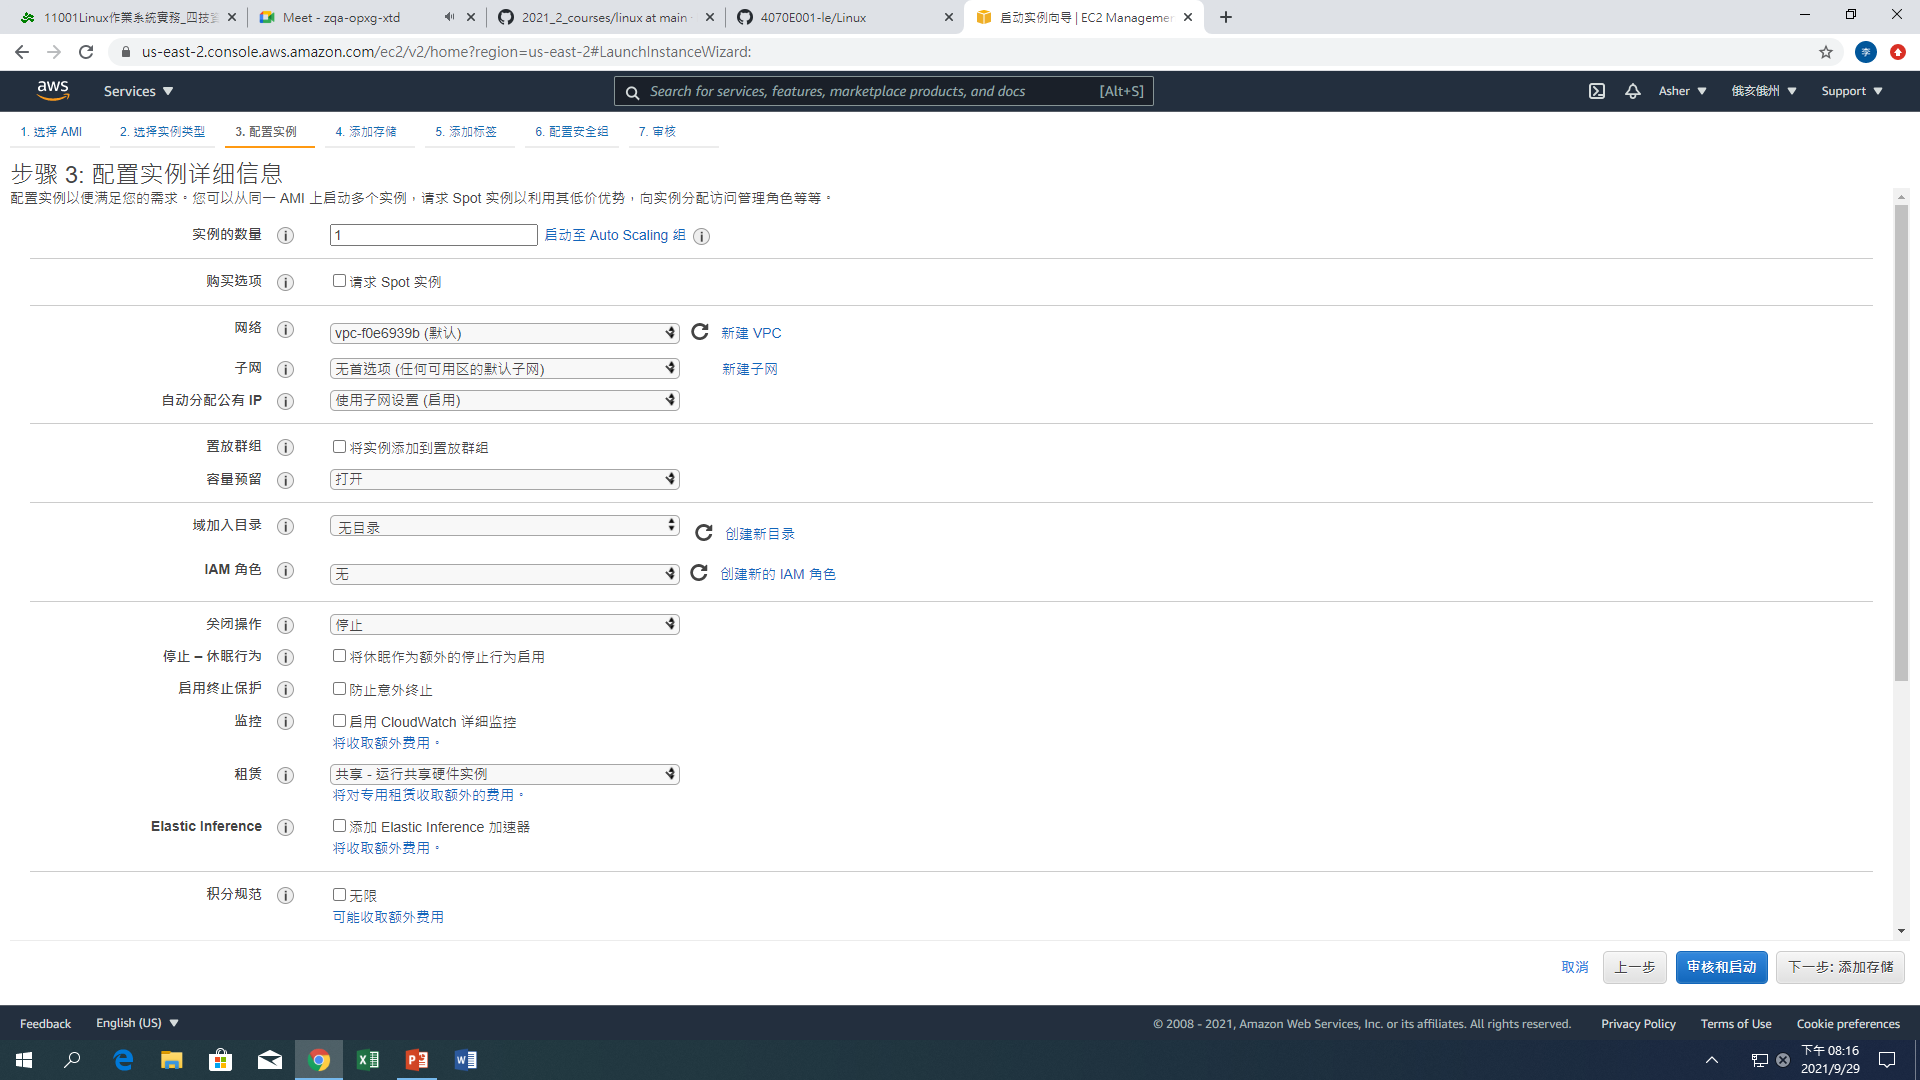 11001Linux作業系統實務_四技資
Meet - zqa-opxg-xtd
2021_2_courses/linux at main
4070E001-le/Linux
启动实例向导 | EC2 Managemen
us-east-2.console.aws.amazon.com/ec2/v2/home?region=us-east-2#LaunchInstanceWizard:
李
aws
Services
Search for services, features, marketplace products, and docs
[Alt+S]
Asher
俄亥俄州
Support
1. 选择 AMI
2. 选择实例类型
3. 配置实例
4. 添加存储
5. 添加标签
6. 配置安全组
7. 审核
步骤 3: 配置实例详细信息
配置实例以便满足您的需求。您可以从同一 AMI 上启动多个实例，请求 Spot 实例以利用其低价优势，向实例分配访问管理角色等等。
实例的数量
1
启动至 Auto Scaling 组
购买选项
请求 Spot 实例
网络
vpc-f0e6939b (默认)
新建 VPC
子网
无首选项 (任何可用区的默认子网)
新建子网
自动分配公有 IP
使用子网设置 (启用)
置放群组
将实例添加到置放群组
容量预留
打开
域加入目录
无目录
创建新目录
IAM 角色
无
创建新的 IAM 角色
关闭操作
停止
停止 – 休眠行为
将休眠作为额外的停止行为启用
启用终止保护
防止意外终止
监控
启用 CloudWatch 详细监控
将收取额外费用。
租赁
共享 - 运行共享硬件实例
将对专用租赁收取额外的费用。
Elastic Inference
添加 Elastic Inference 加速器
将收取额外费用。
积分规范
无限
可能收取额外费用
取消
上一步
审核和启动
下一步: 添加存储
Feedback
English (US)
© 2008 - 2021, Amazon Web Services, Inc. or its affiliates. All rights reserved.
Privacy Policy
Terms of Use
Cookie preferences
下午 08:16
2021/9/29